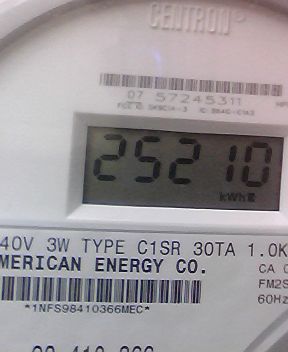 CENTRON®
07 57245311
25210
kWh
40V 3W TYPE C1SR 30TA 1.0K
MERICAN ENERGY CO.
CA 0
FM2S
60Hz
*1NFS98410366MEC*